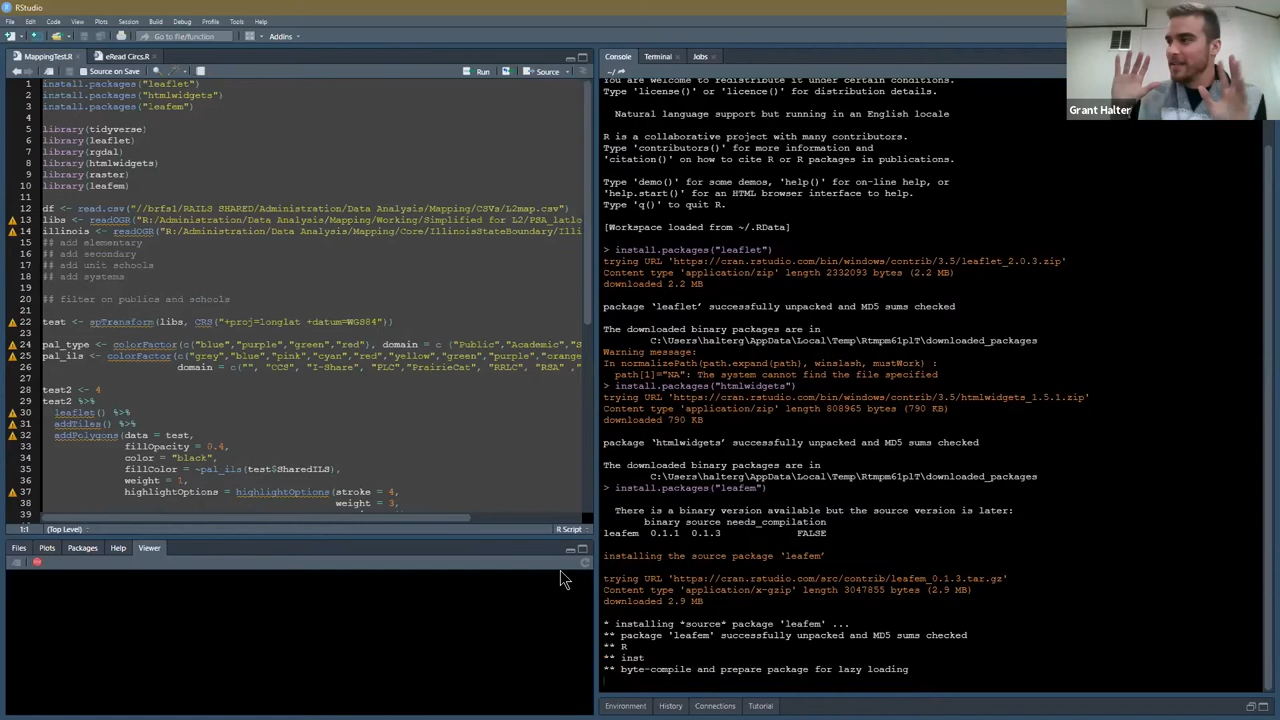 RStudio
File Edit Code View Plots Session Build Debug Profile Tools Help
Go to file/function Addins
MappingTest.R eRead Circs.R
Source on Save Run Source
1 install.packages("leaflet")
2 install.packages("htmlwidgets")
3 install.packages("leafem")
4
5 library(tidyverse)
6 library(leaflet)
7 library(rgdal)
8 library(htmlwidgets)
9 library(raster)
10 library(leafem)
11
12 df <- read.csv("//brfs1/RAILS SHARED/Administration/Data Analysis/Mapping/CSVs/L2map.csv")
13 libs <- readOGR("R:/Administration/Data Analysis/Mapping/Working/Simplified for L2/PSA_latlo
14 illinois <- readOGR("R:/Administration/Data Analysis/Mapping/Core/IllinoisStateBoundary/Illi
15 ## add elementary
16 ## add secondary
17 ## add unit schools
18 ## add systems
19
20 ## filter on publics and schools
21
22 test <- spTransform(libs, CRS("+proj=longlat +datum=WGS84"))
23
24 pal_type <- colorFactor(c("blue","purple","green","red"), domain = c ("Public","Academic","S
25 pal_ils <- colorFactor(c("grey","blue","pink","cyan","red","yellow","green","purple","orange
26 domain = c("", "CCS", "I-Share", "PLC","PrairieCat", "RRLC", "RSA" ,"
27
28 test2 <- 4
29 test2 %>%
30 leaflet() %>%
31 addTiles() %>%
32 addPolygons(data = test,
33 fillOpacity = 0.4,
34 color = "black",
35 fillColor = ~pal_ils(test$SharedILS),
36 weight = 1,
37 highlightOptions = highlightOptions(stroke = 4,
38 weight = 3,
39
1:1 (Top Level) R Script
Files Plots Packages Help Viewer
Console Terminal Jobs
~/
You are welcome to redistribute it under certain conditions.
Type 'license()' or 'licence()' for distribution details.
Natural language support but running in an English locale
R is a collaborative project with many contributors.
Type 'contributors()' for more information and
'citation()' on how to cite R or R packages in publications.
Type 'demo()' for some demos, 'help()' for on-line help, or
'help.start()' for an HTML browser interface to help.
Type 'q()' to quit R.
[Workspace loaded from ~/.RData]
> install.packages("leaflet")
trying URL 'https://cran.rstudio.com/bin/windows/contrib/3.5/leaflet_2.0.3.zip'
Content type 'application/zip' length 2332093 bytes (2.2 MB)
downloaded 2.2 MB
package ‘leaflet’ successfully unpacked and MD5 sums checked
The downloaded binary packages are in
C:\Users\halterg\AppData\Local\Temp\Rtmpm61plT\downloaded_packages
Warning message:
In normalizePath(path.expand(path), winslash, mustWork) :
path[1]="NA": The system cannot find the file specified
> install.packages("htmlwidgets")
trying URL 'https://cran.rstudio.com/bin/windows/contrib/3.5/htmlwidgets_1.5.1.zip'
Content type 'application/zip' length 808965 bytes (790 KB)
downloaded 790 KB
package ‘htmlwidgets’ successfully unpacked and MD5 sums checked
The downloaded binary packages are in
C:\Users\halterg\AppData\Local\Temp\Rtmpm61plT\downloaded_packages
> install.packages("leafem")
There is a binary version available but the source version is later:
binary source needs_compilation
leafem 0.1.1 0.1.3 FALSE
installing the source package ‘leafem’
trying URL 'https://cran.rstudio.com/src/contrib/leafem_0.1.3.tar.gz'
Content type 'application/x-gzip' length 3047855 bytes (2.9 MB)
downloaded 2.9 MB
* installing *source* package 'leafem' ...
** package 'leafem' successfully unpacked and MD5 sums checked
** R
** inst
** byte-compile and prepare package for lazy loading
Environment History Connections Tutorial
Grant Halter